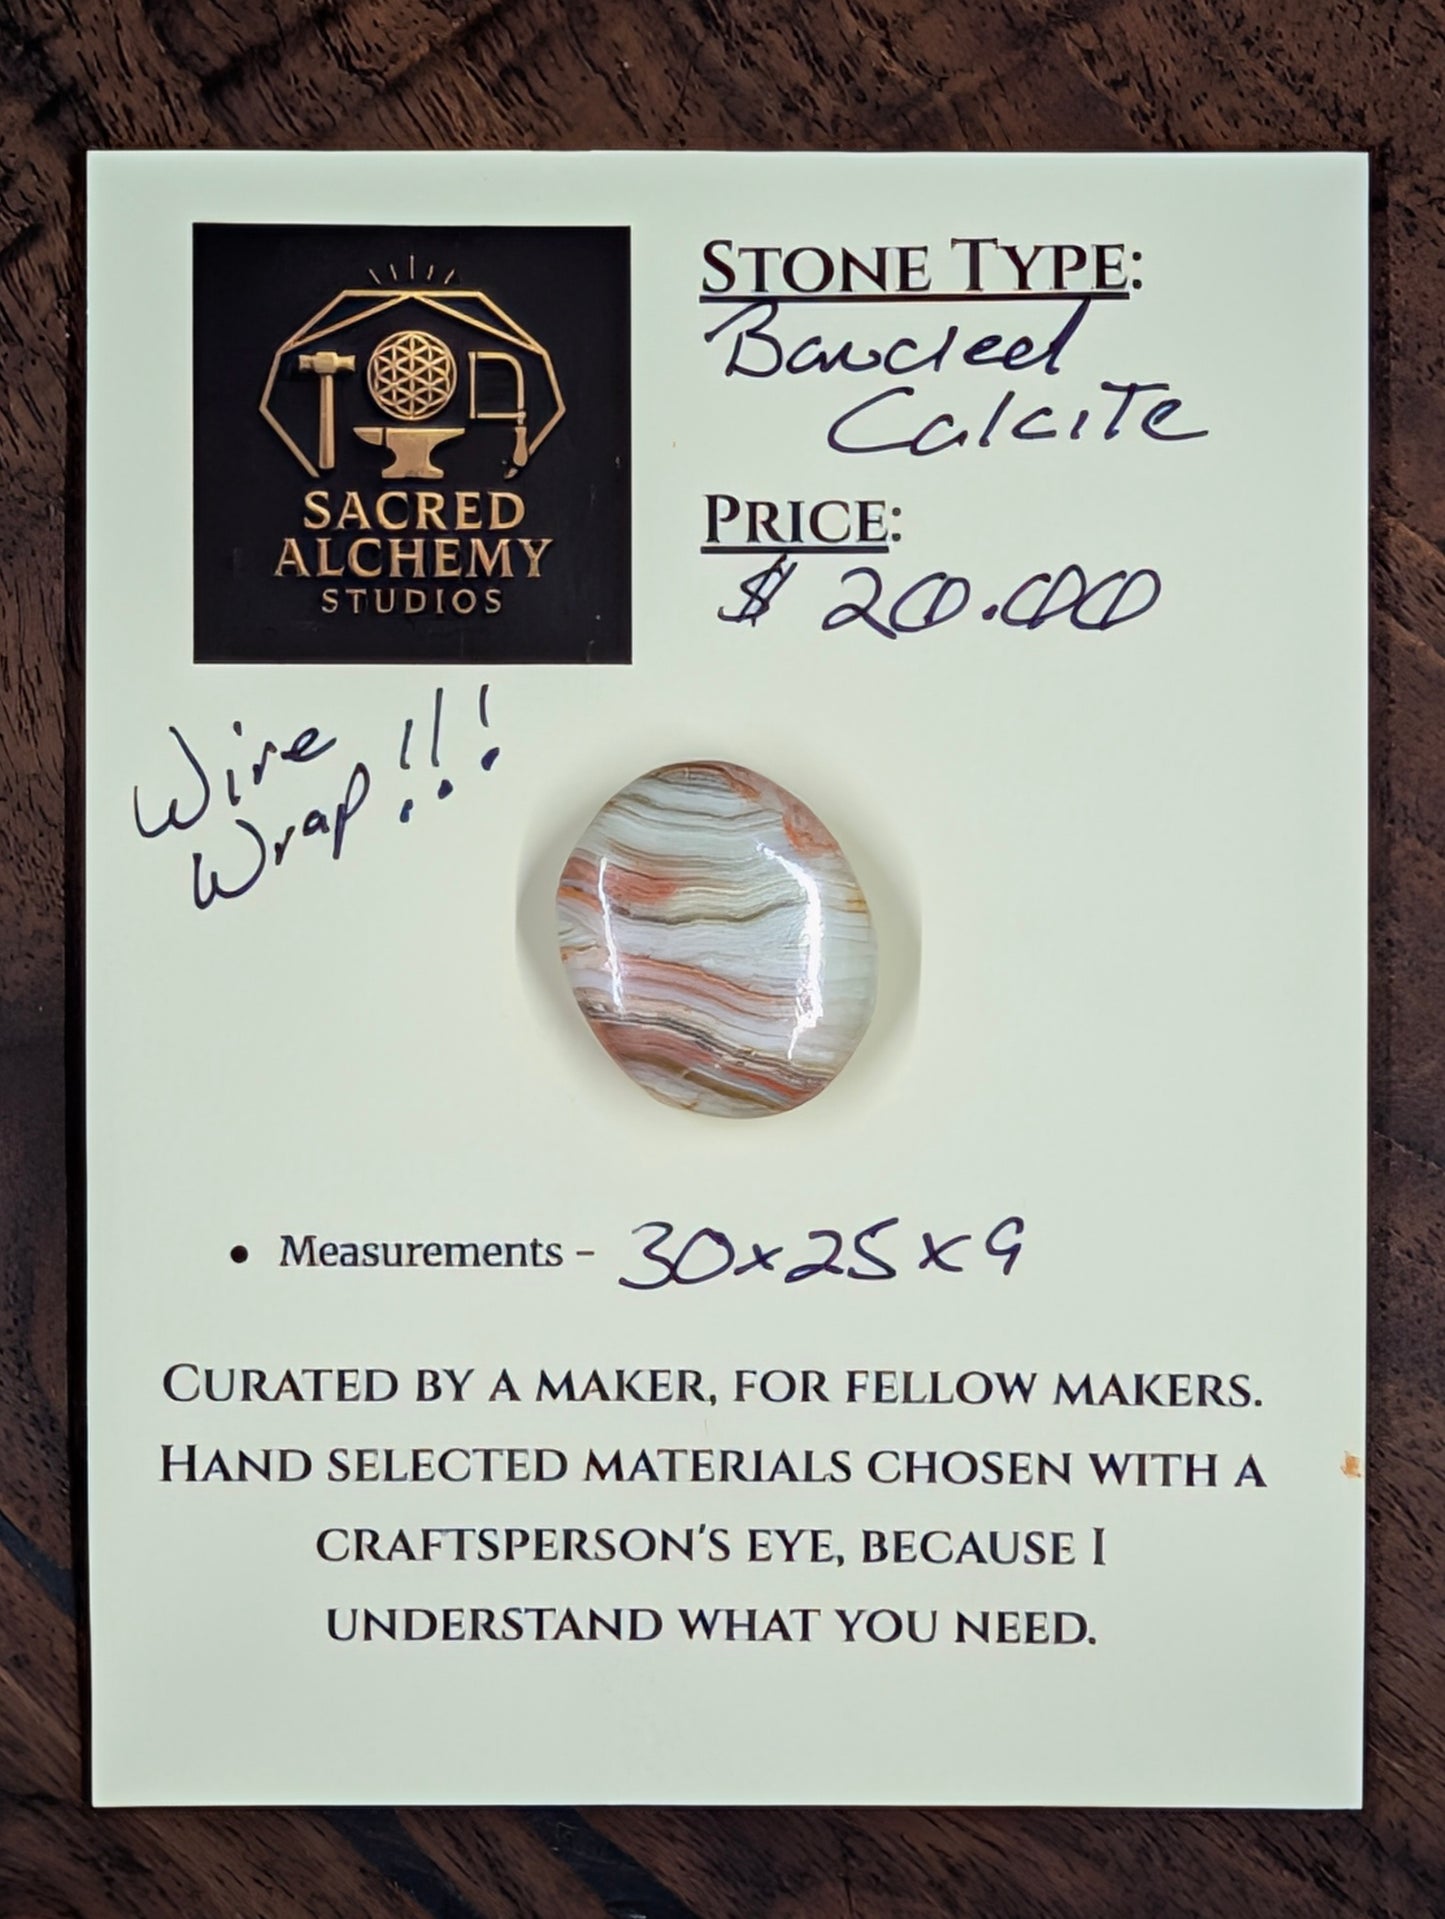 SACRED
ALCHEMY
STUDIOS
STONE TYPE:
Banded
Calcite
PRICE:
$ 20.00
Wire
Wrap!!!
• Measurements - 30x25x9
CURATED BY A MAKER, FOR FELLOW MAKERS.
HAND SELECTED MATERIALS CHOSEN WITH A
CRAFTSPERSON'S EYE, BECAUSE I
UNDERSTAND WHAT YOU NEED.